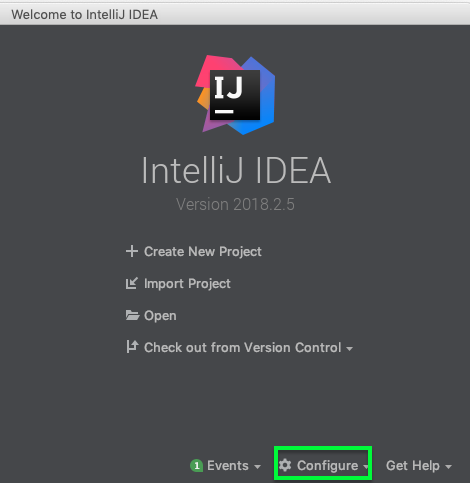 Welcome to IntelliJ IDEA
IJ
IntelliJ IDEA
Version 2018.2.5
Create New Project
Import Project
Open
Check out from Version Control
1 Events Configure Get Help